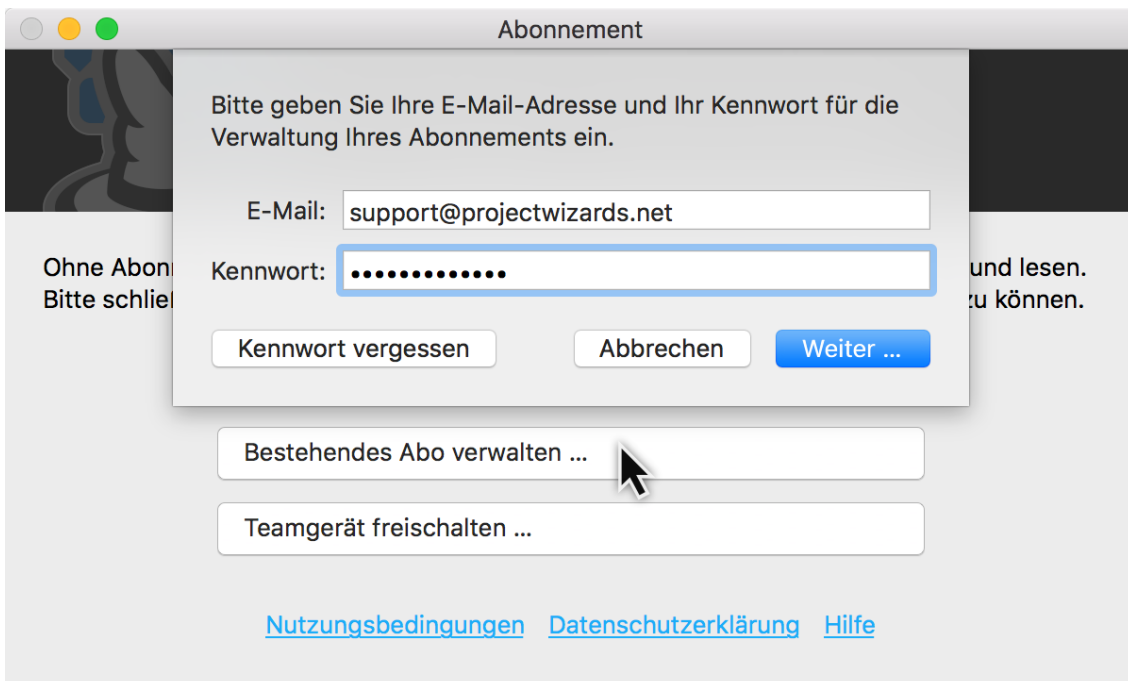 Abonnement
Bitte geben Sie Ihre E-Mail-Adresse und Ihr Kennwort für die
Verwaltung Ihres Abonnements ein.
E-Mail: support@projectwizards.net
Kennwort: •••••••••••••
Ohne Abon und lesen.
Bitte schlie zu können.
Kennwort vergessen Abbrechen Weiter ...
Bestehendes Abo verwalten ...
Teamgerät freischalten ...
Nutzungsbedingungen Datenschutzerklärung Hilfe